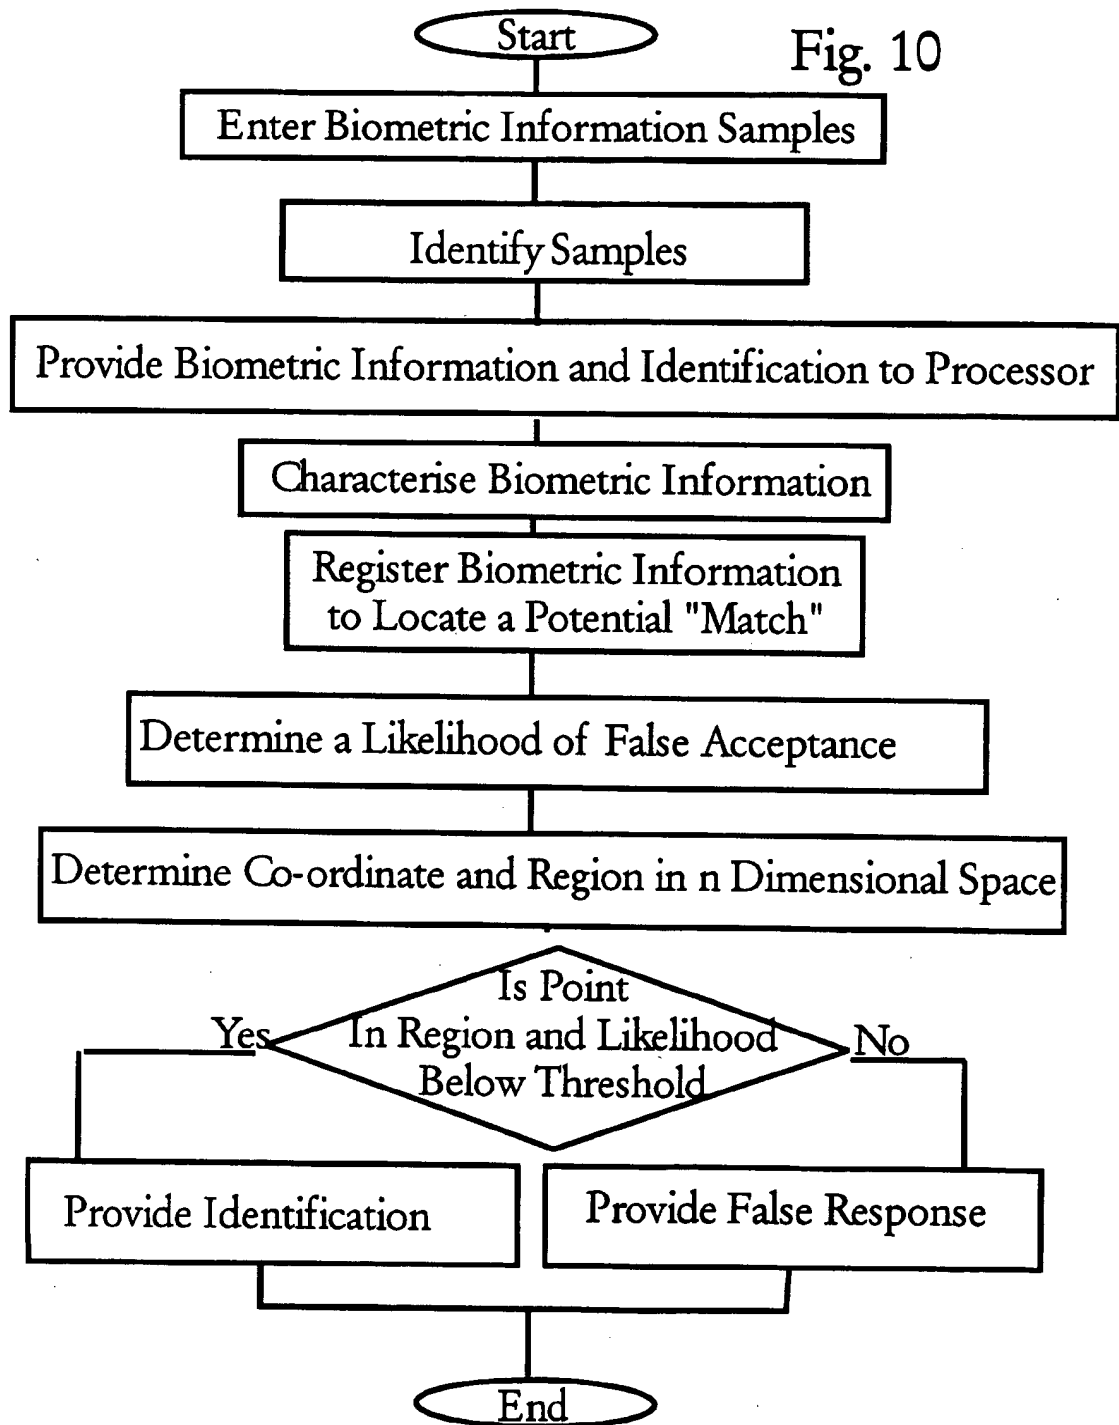 Start
Fig. 10
Enter Biometric Information Samples
Identify Samples
Provide Biometric Information and Identification to Processor
Characterise Biometric Information
Register Biometric Information
to Locate a Potential "Match"
Determine a Likelihood of False Acceptance
Determine Co-ordinate and Region in n Dimensional Space
Is Point
Yes In Region and Likelihood No
Below Threshold
Provide Identification
Provide False Response
End